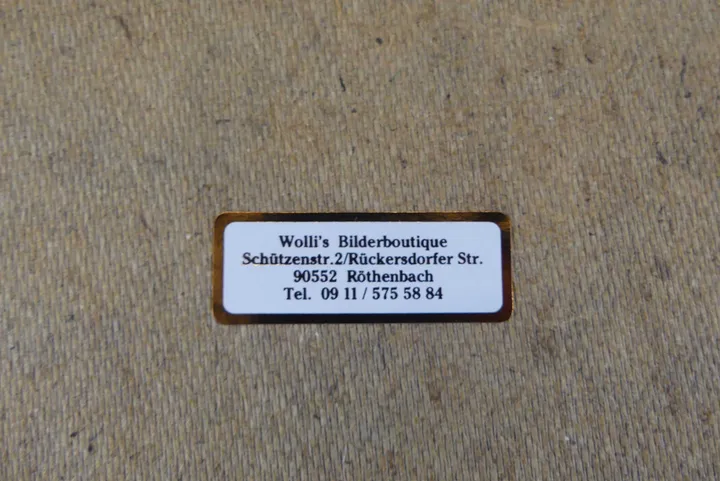 Wolli's Bilderboutique
Schützenstr.2/Rückersdorfer Str.
90552 Röthenbach
Tel. 09 11 / 575 58 84